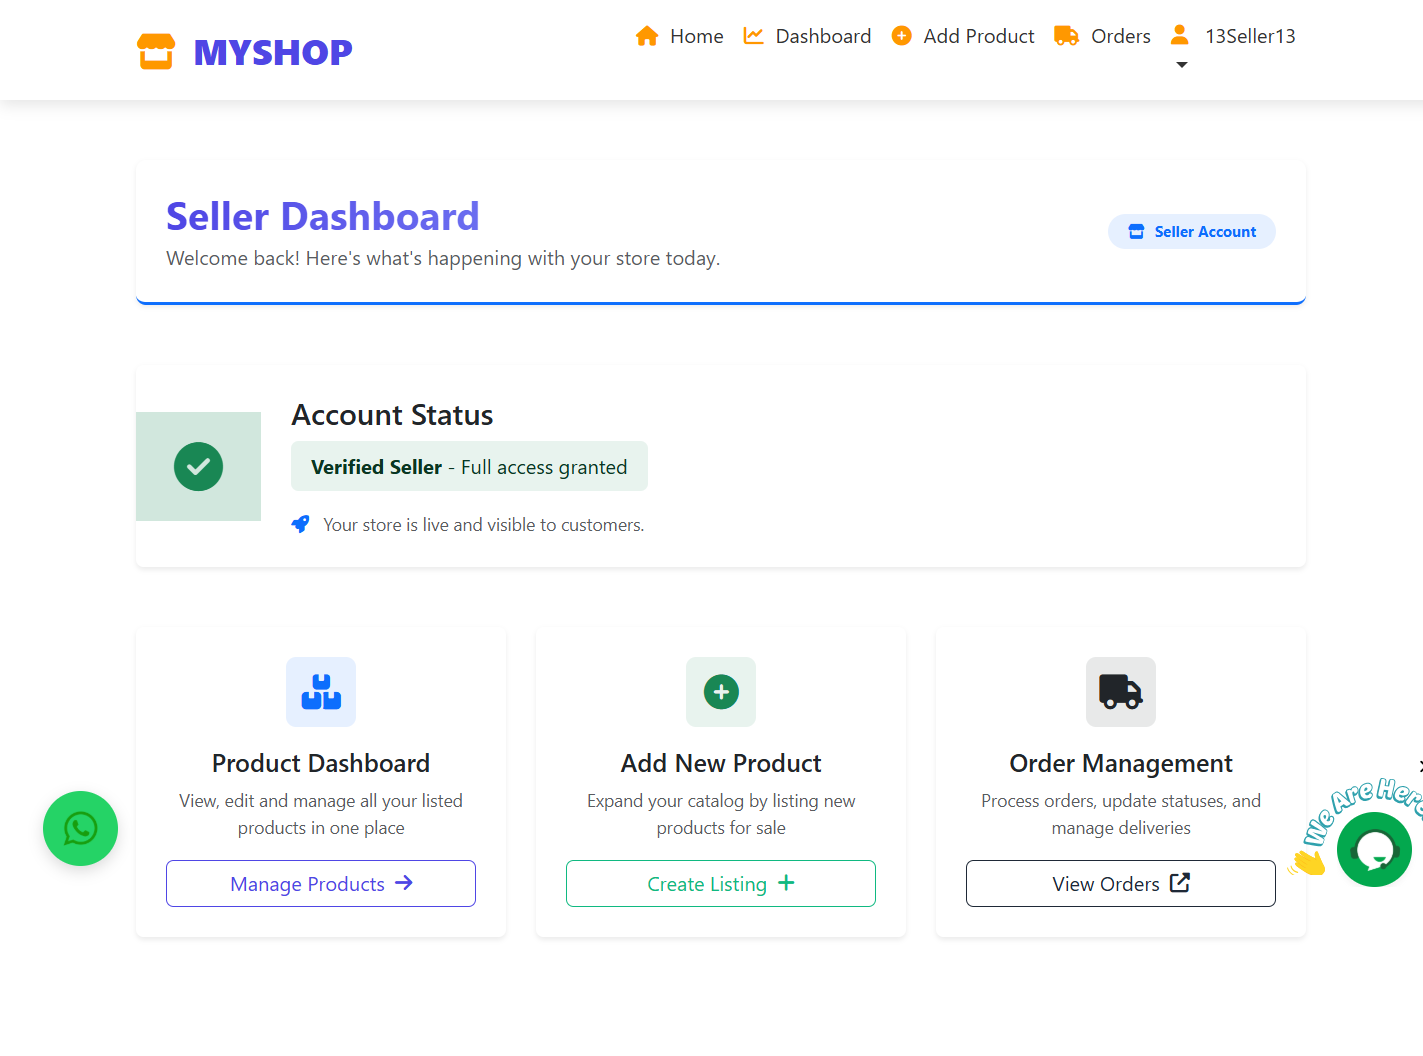 MYSHOP
Home
Dashboard
Add Product
Orders
13Seller13
Seller Dashboard
Welcome back! Here's what's happening with your store today.
Seller Account
Account Status
Verified Seller - Full access granted
Your store is live and visible to customers.
Product Dashboard
View, edit and manage all your listed
products in one place
Manage Products
Add New Product
Expand your catalog by listing new
products for sale
Create Listing
Order Management
Process orders, update statuses, and
manage deliveries
View Orders
We Are Here